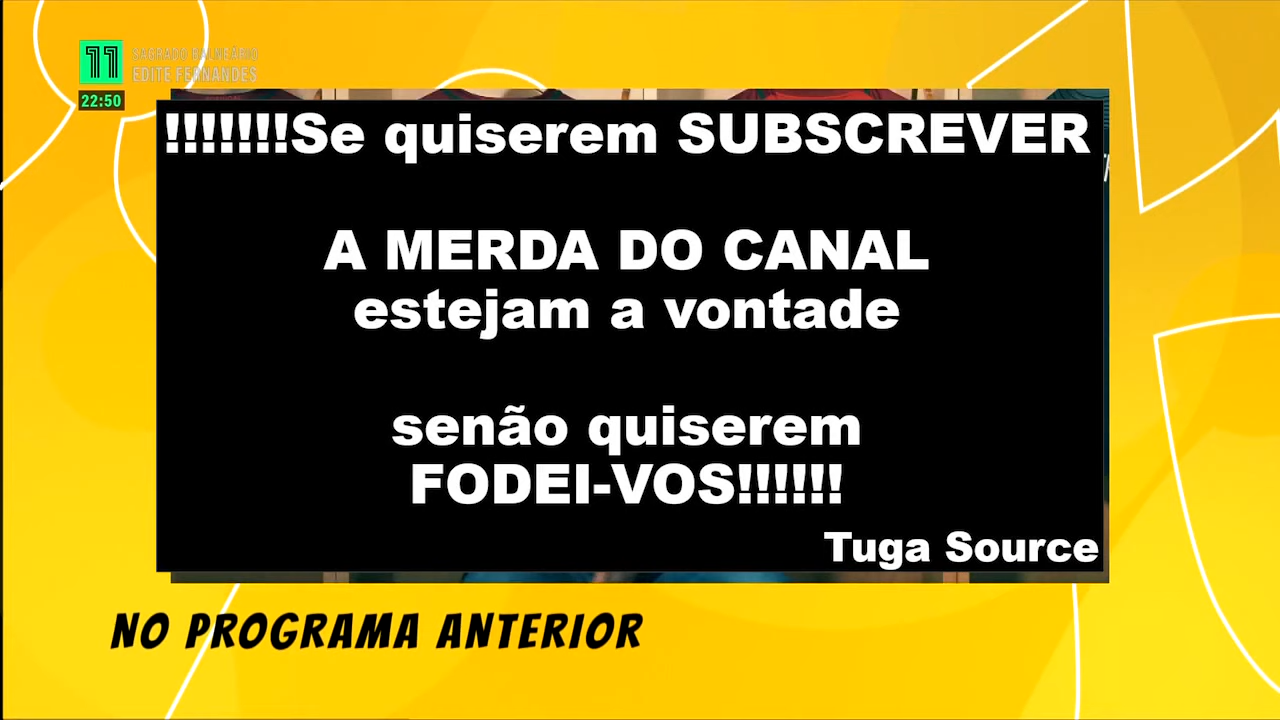 11
SAGRADO BALNEÁRIO
EDITE FERNANDES
22:50
!!!!!!!Se quiserem SUBSCREVER
A MERDA DO CANAL
estejam a vontade
senão quiserem
FODEI-VOS!!!!!!
Tuga Source
NO PROGRAMA ANTERIOR